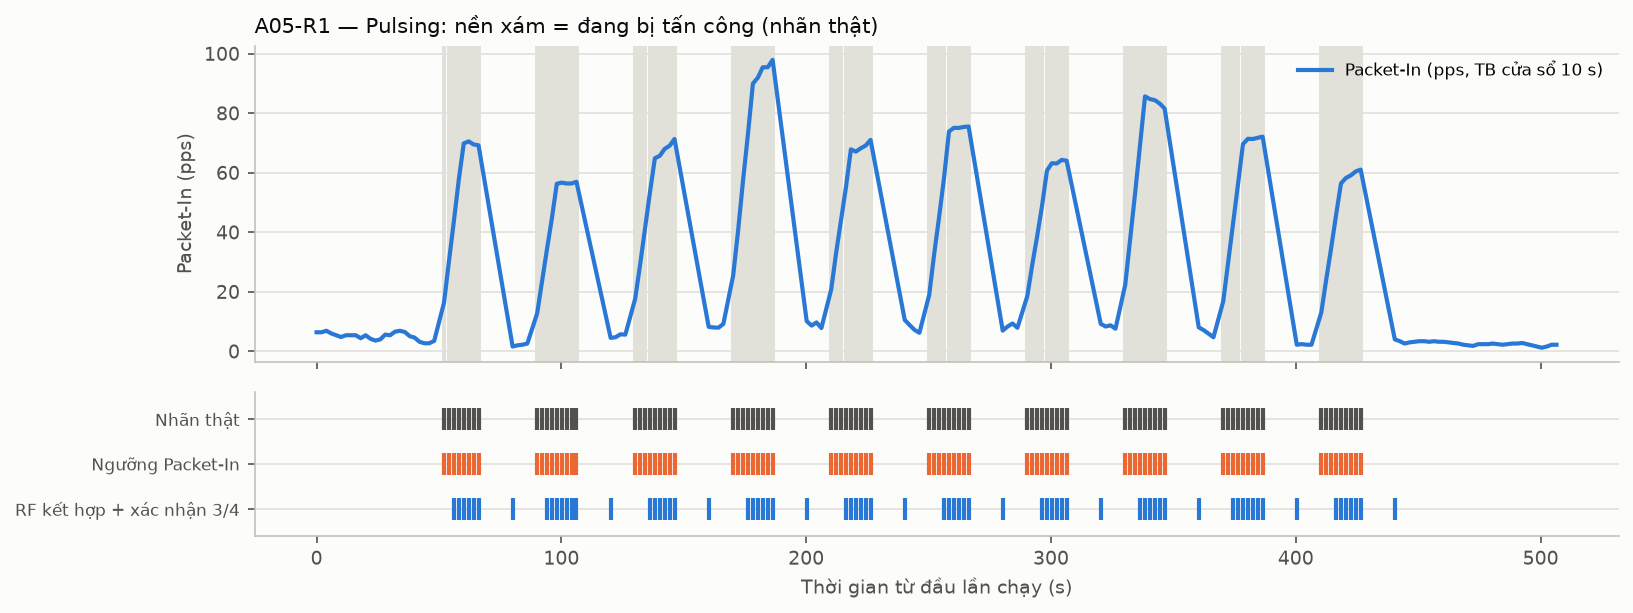 A05-R1 — Pulsing: nền xám = đang bị tấn công (nhãn thật)
Packet-In (pps, TB cửa sổ 10 s)
Packet-In (pps)
100
80
60
40
20
0
Nhãn thật
Ngưỡng Packet-In
RF kết hợp + xác nhận 3/4
0 100 200 300 400 500
Thời gian từ đầu lần chạy (s)